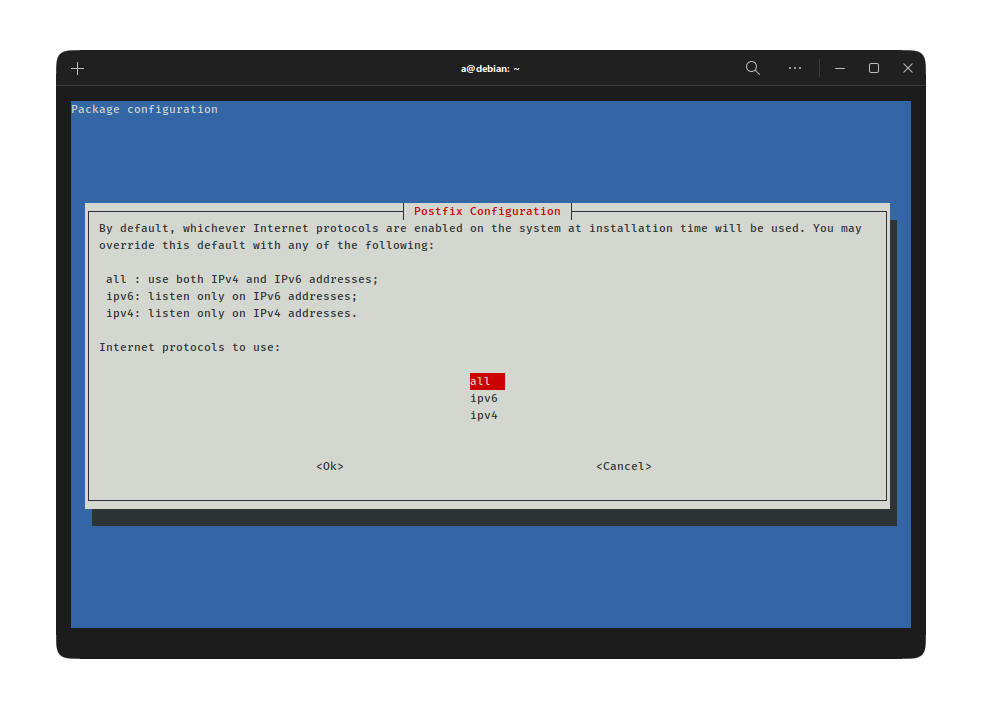 a@debian: ~
Package configuration
Postfix Configuration
By default, whichever Internet protocols are enabled on the system at installation time will be used. You may
override this default with any of the following:
all : use both IPv4 and IPv6 addresses;
ipv6: listen only on IPv6 addresses;
ipv4: listen only on IPv4 addresses.
Internet protocols to use:
all
ipv6
ipv4
<Ok> <Cancel>